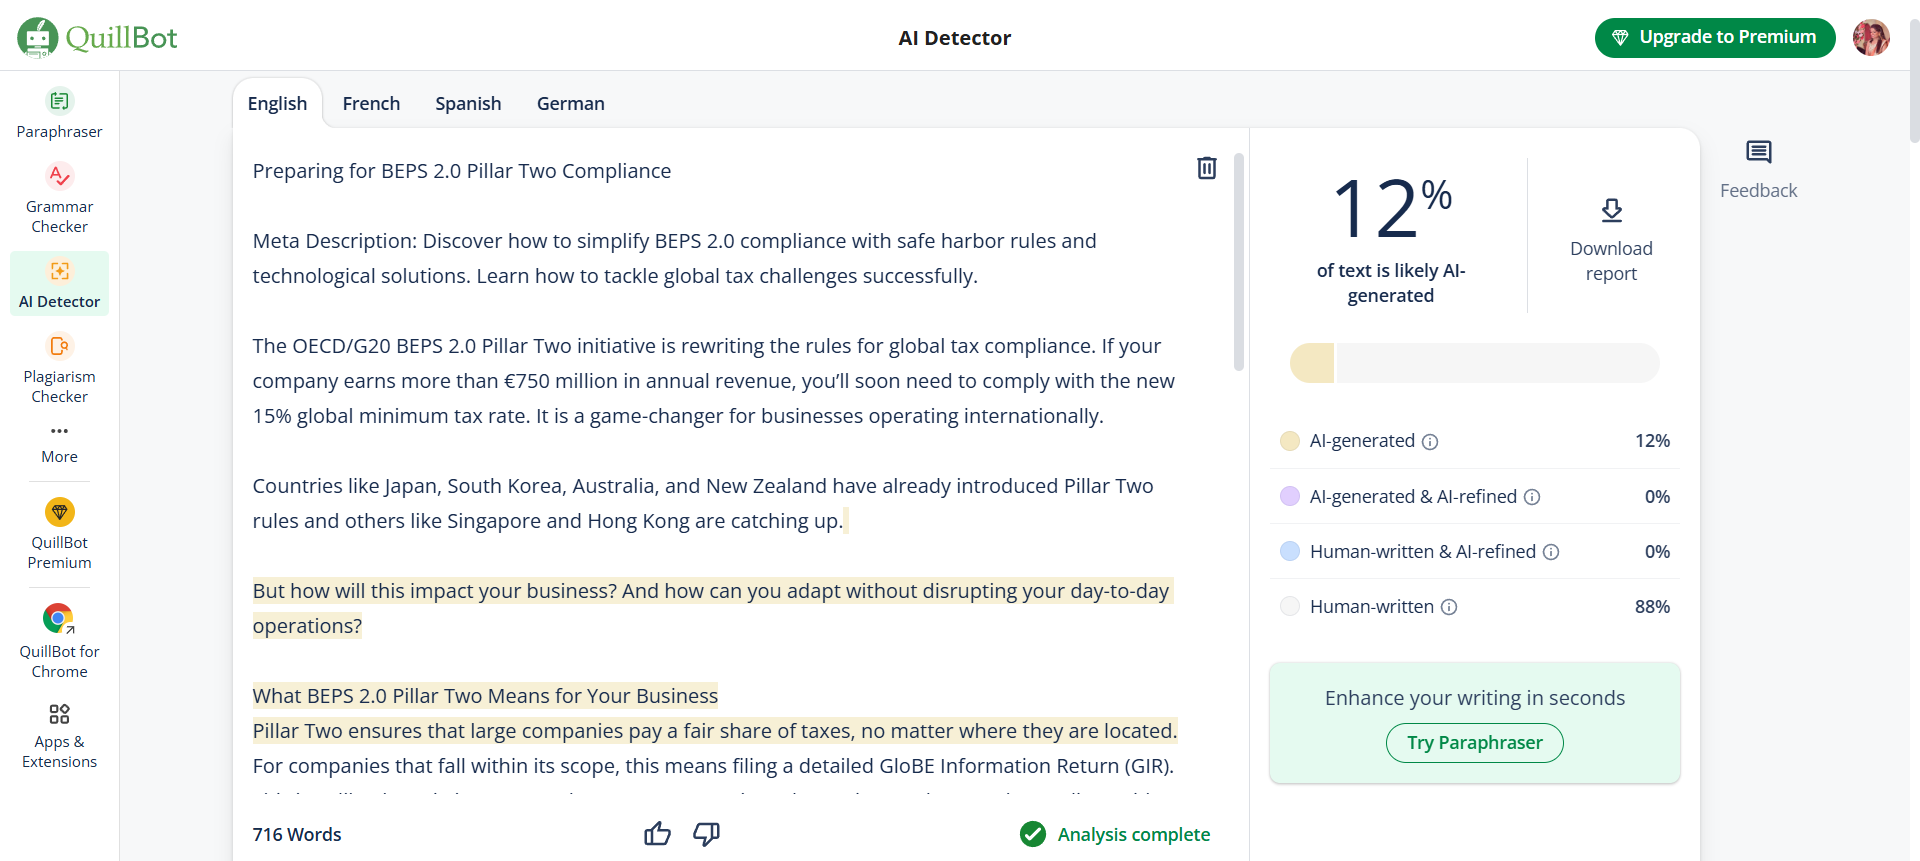 QuillBot
AI Detector
Upgrade to Premium
Paraphraser
Grammar
Checker
AI Detector
Plagiarism
Checker
More
QuillBot
Premium
QuillBot for
Chrome
Apps &
Extensions
English French Spanish German
Preparing for BEPS 2.0 Pillar Two Compliance
Meta Description: Discover how to simplify BEPS 2.0 compliance with safe harbor rules and
technological solutions. Learn how to tackle global tax challenges successfully.
The OECD/G20 BEPS 2.0 Pillar Two initiative is rewriting the rules for global tax compliance. If your
company earns more than €750 million in annual revenue, you’ll soon need to comply with the new
15% global minimum tax rate. It is a game-changer for businesses operating internationally.
Countries like Japan, South Korea, Australia, and New Zealand have already introduced Pillar Two
rules and others like Singapore and Hong Kong are catching up.
But how will this impact your business? And how can you adapt without disrupting your day-to-day
operations?
What BEPS 2.0 Pillar Two Means for Your Business
Pillar Two ensures that large companies pay a fair share of taxes, no matter where they are located.
For companies that fall within its scope, this means filing a detailed GloBE Information Return (GIR).
716 Words
Analysis complete
12%
of text is likely AI-
generated
Download
report
AI-generated 12%
AI-generated & AI-refined 0%
Human-written & AI-refined 0%
Human-written 88%
Enhance your writing in seconds
Try Paraphraser
Feedback